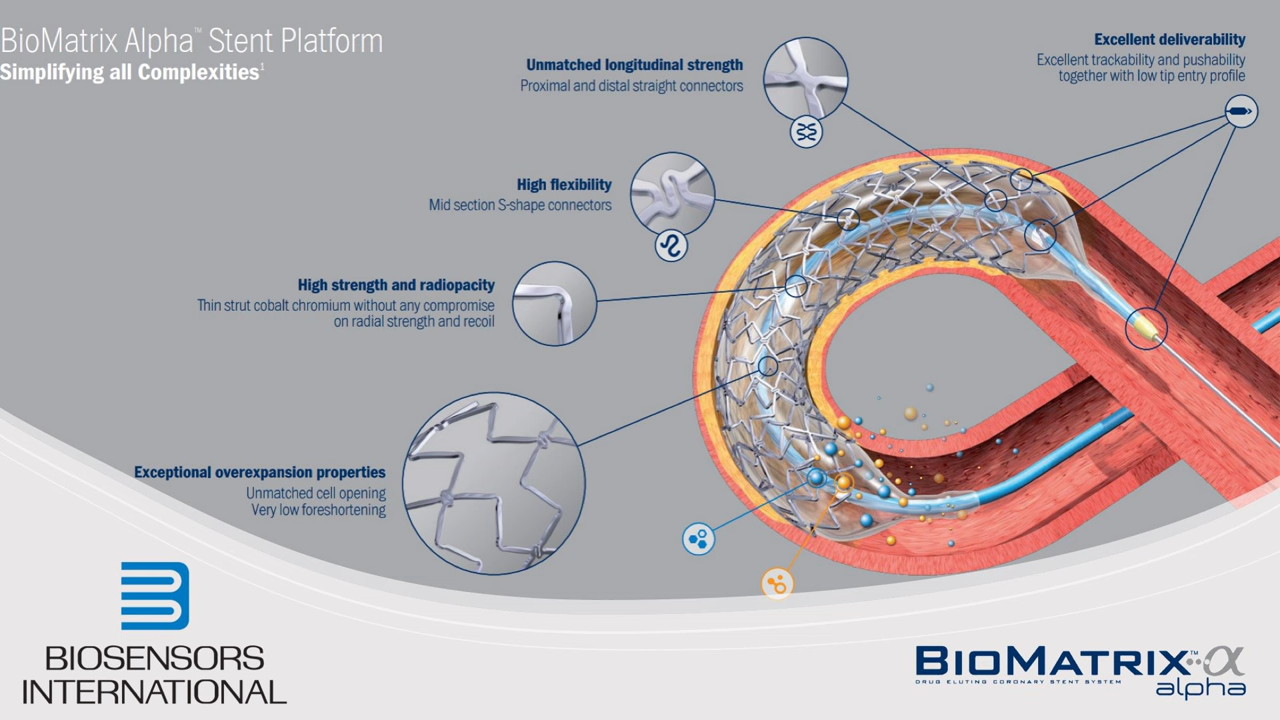 BioMatrix Alpha™ Stent Platform
Simplifying all Complexities¹
Unmatched longitudinal strength
Proximal and distal straight connectors
Excellent deliverability
Excellent trackability and pushability
together with low tip entry profile
High flexibility
Mid section S-shape connectors
High strength and radiopacity
Thin strut cobalt chromium without any compromise
on radial strength and recoil
Exceptional overexpansion properties
Unmatched cell opening
Very low foreshortening
BIOSENSORS
INTERNATIONAL
BIOMATRIX™ α
DRUG ELUTING CORONARY STENT SYSTEM
alpha